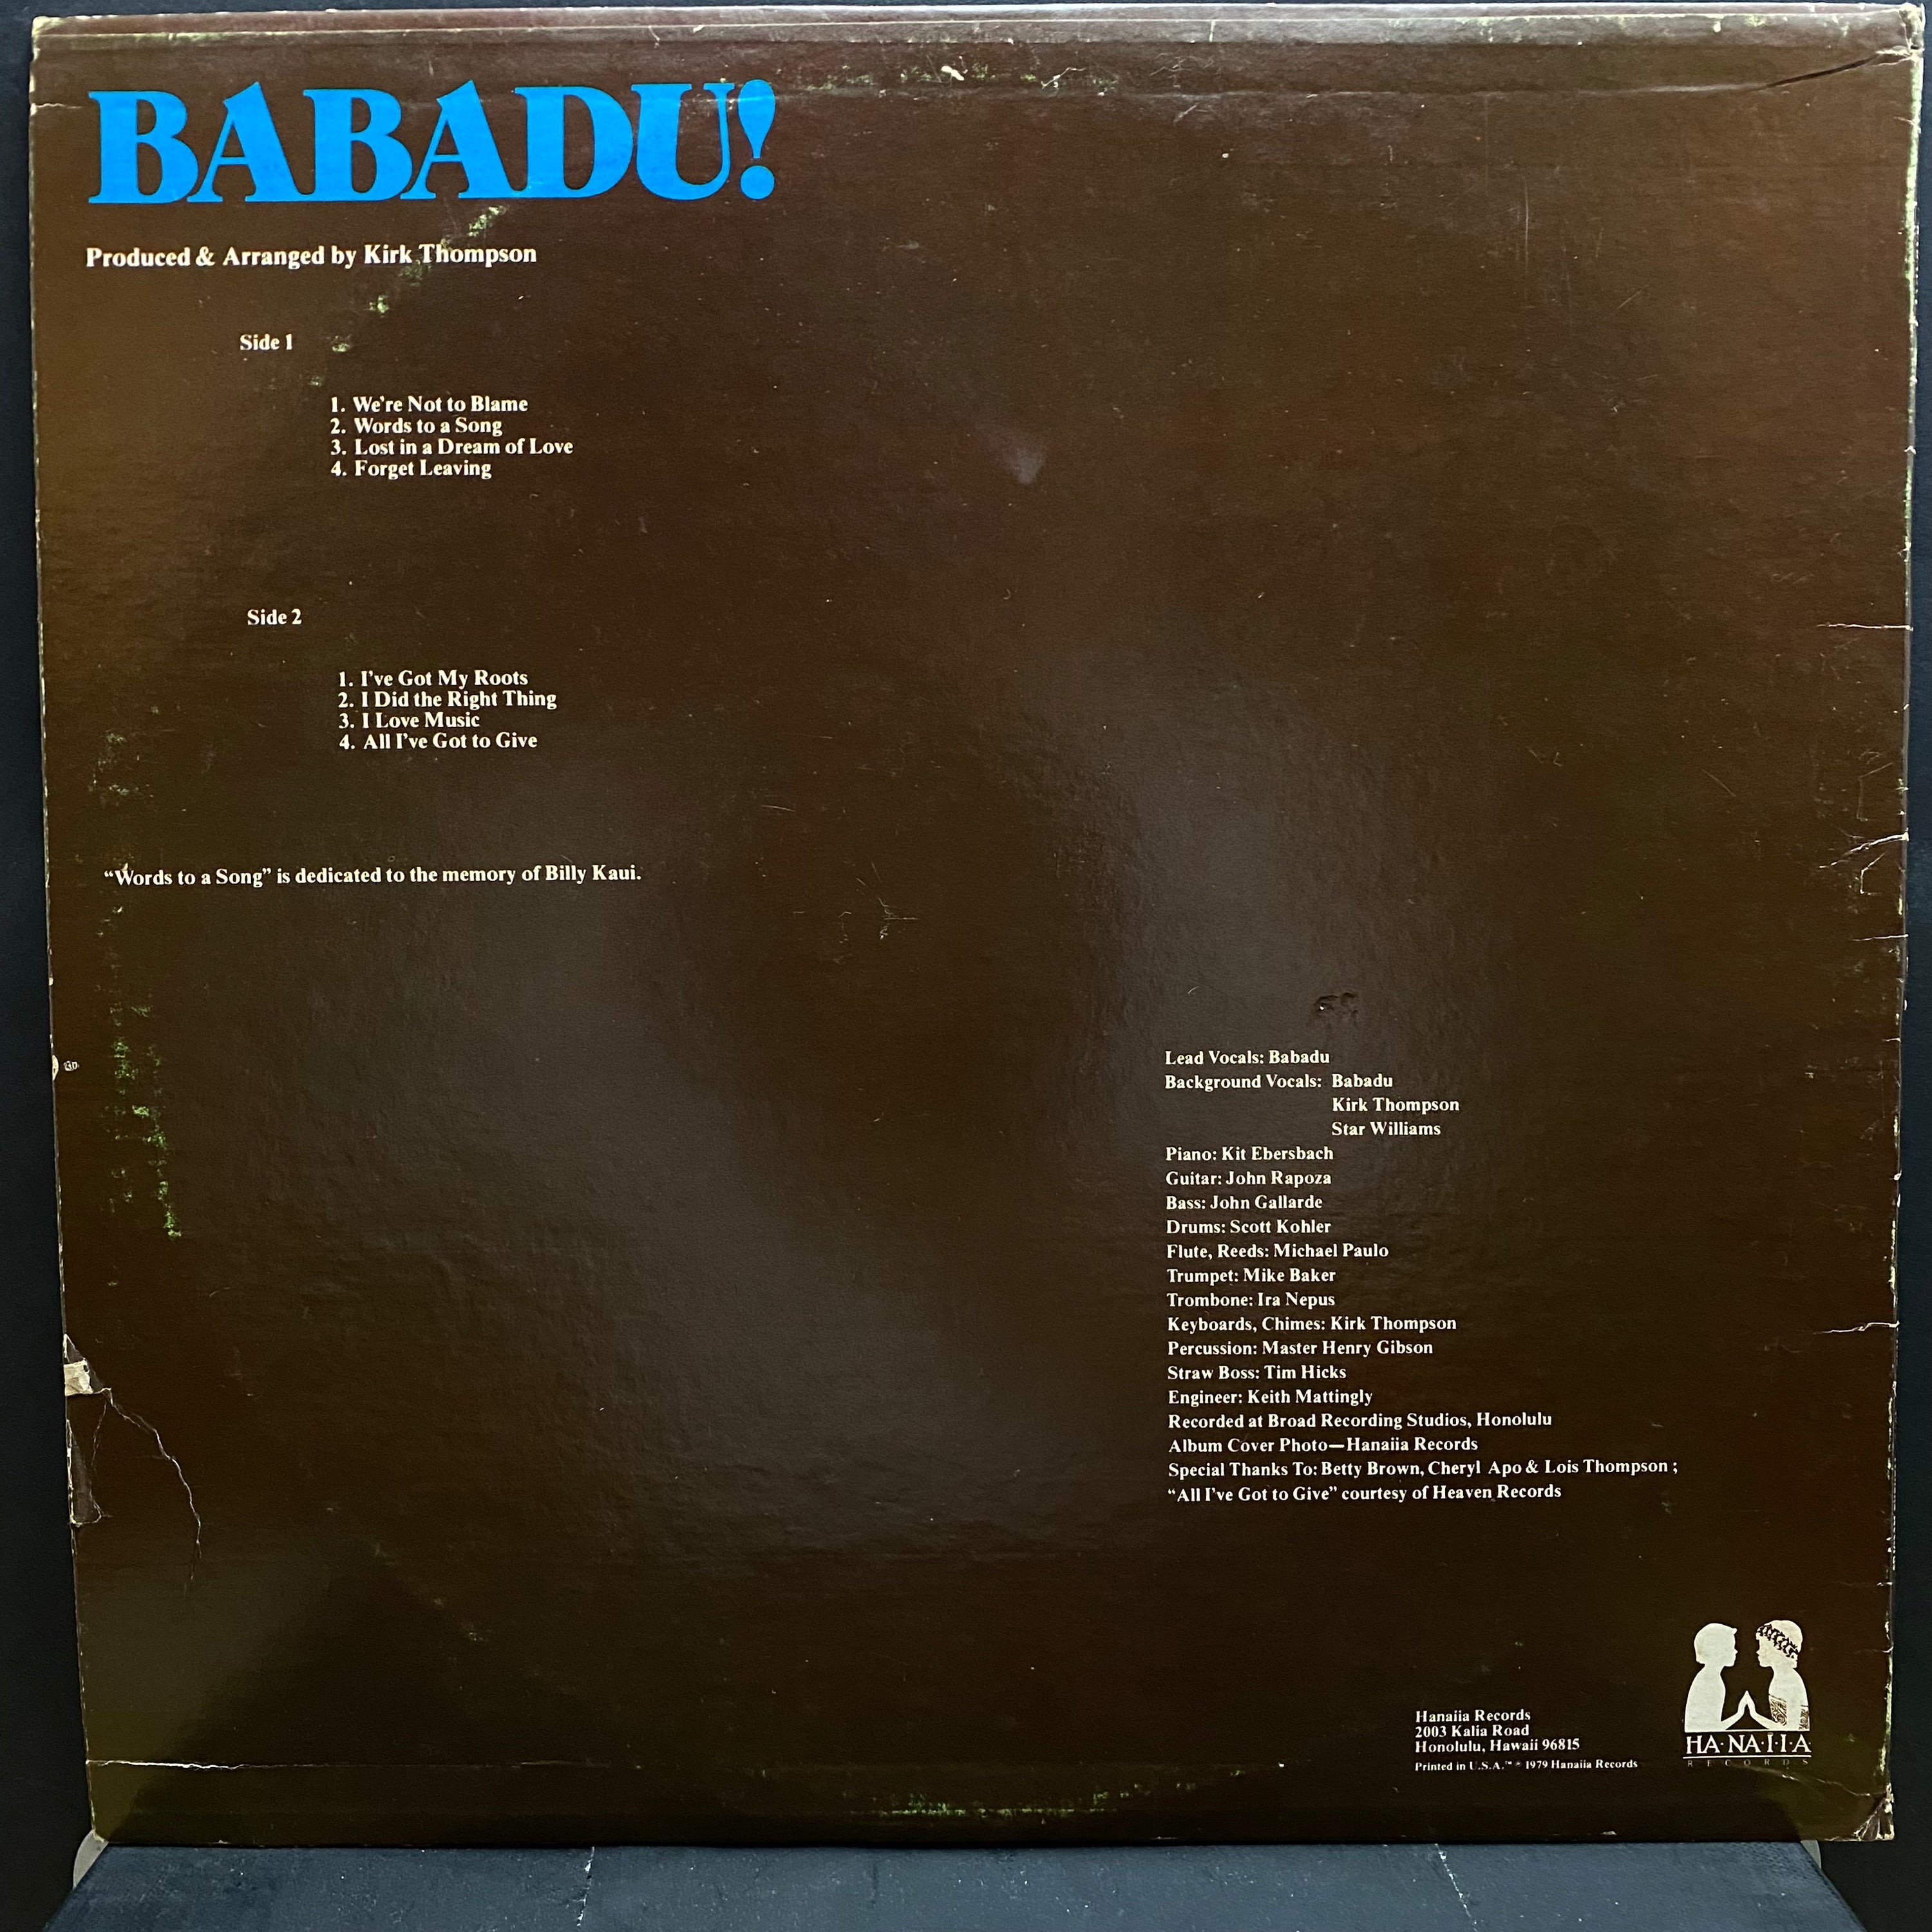 BABADU!
Produced & Arranged by Kirk Thompson
Side 1
1. We're Not to Blame
2. Words to a Song
3. Lost in a Dream of Love
4. Forget Leaving
Side 2
1. I've Got My Roots
2. I Did the Right Thing
3. I Love Music
4. All I've Got to Give
“Words to a Song” is dedicated to the memory of Billy Kaui.
Lead Vocals: Babadu
Background Vocals: Babadu
Kirk Thompson
Star Williams
Piano: Kit Ebersbach
Guitar: John Rapoza
Bass: John Gallarde
Drums: Scott Kohler
Flute, Reeds: Michael Paulo
Trumpet: Mike Baker
Trombone: Ira Nepus
Keyboards, Chimes: Kirk Thompson
Percussion: Master Henry Gibson
Straw Boss: Tim Hicks
Engineer: Keith Mattingly
Recorded at Broad Recording Studios, Honolulu
Album Cover Photo—Hanaiia Records
Special Thanks To: Betty Brown, Cheryl Apo & Lois Thompson ;
“All I've Got to Give” courtesy of Heaven Records
Hanaiia Records
2003 Kalia Road
Honolulu, Hawaii 96815
Printed in U.S.A. 1979 Hanaiia Records
HA·NA·I·I·A
RECORDS